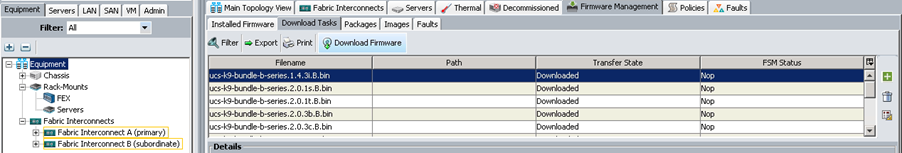 Equipment Servers LAN SAN VM Admin
Filter: All
Equipment
Chassis
Rack-Mounts
FEX
Servers
Fabric Interconnects
Fabric Interconnect A (primary)
Fabric Interconnect B (subordinate)
Main Topology View Fabric Interconnects Servers Thermal Decommissioned Firmware Management Policies Faults
Installed Firmware Download Tasks Packages Images Faults
Filter Export Print Download Firmware
Filename Path Transfer State FSM Status
ucs-k9-bundle-b-series.1.4.3i.B.bin Downloaded Nop
ucs-k9-bundle-b-series.2.0.1s.B.bin Downloaded Nop
ucs-k9-bundle-b-series.2.0.1t.B.bin Downloaded Nop
ucs-k9-bundle-b-series.2.0.3b.B.bin Downloaded Nop
ucs-k9-bundle-b-series.2.0.3c.B.bin Downloaded Nop
Details